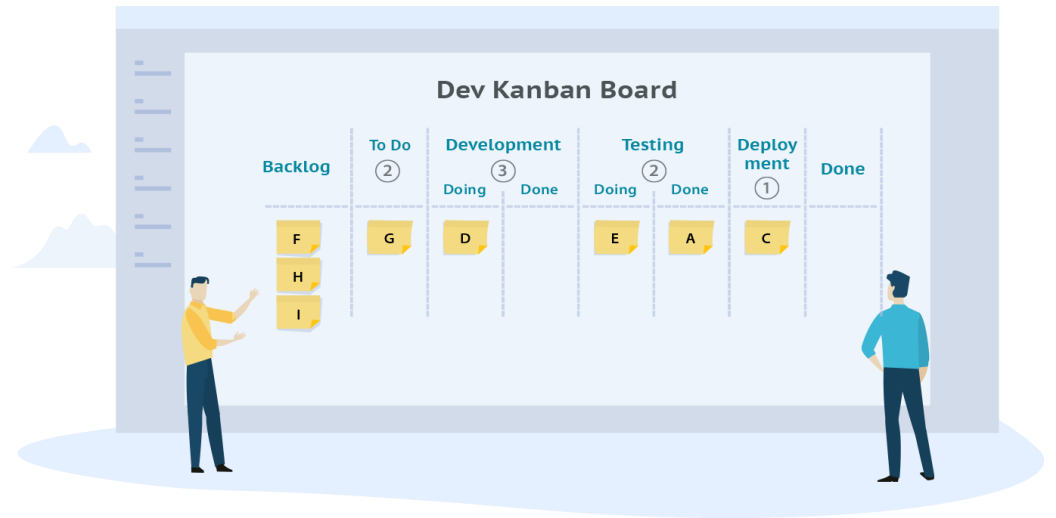 Dev Kanban Board
Backlog
To Do
2
Development
3
Doing Done
Testing
2
Doing Done
Deploy
ment
1
Done
F
H
I
G
D
E
A
C